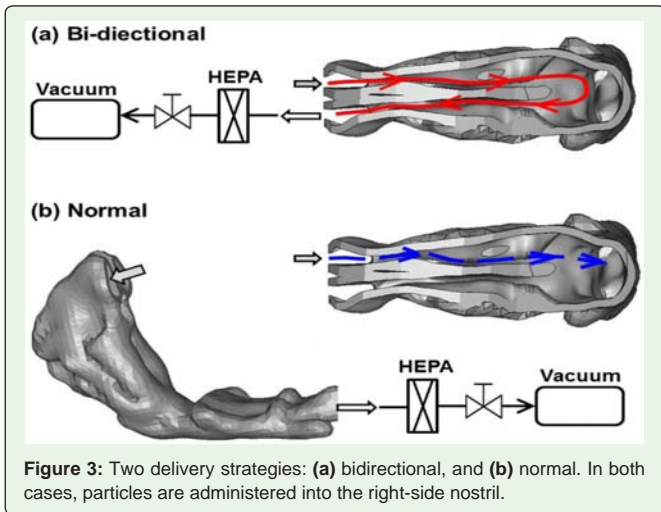 (a) Bi-diectional
HEPA
Vacuum
(b) Normal
HEPA
Vacuum
Figure 3: Two delivery strategies: (a) bidirectional, and (b) normal. In both
cases, particles are administered into the right-side nostril.